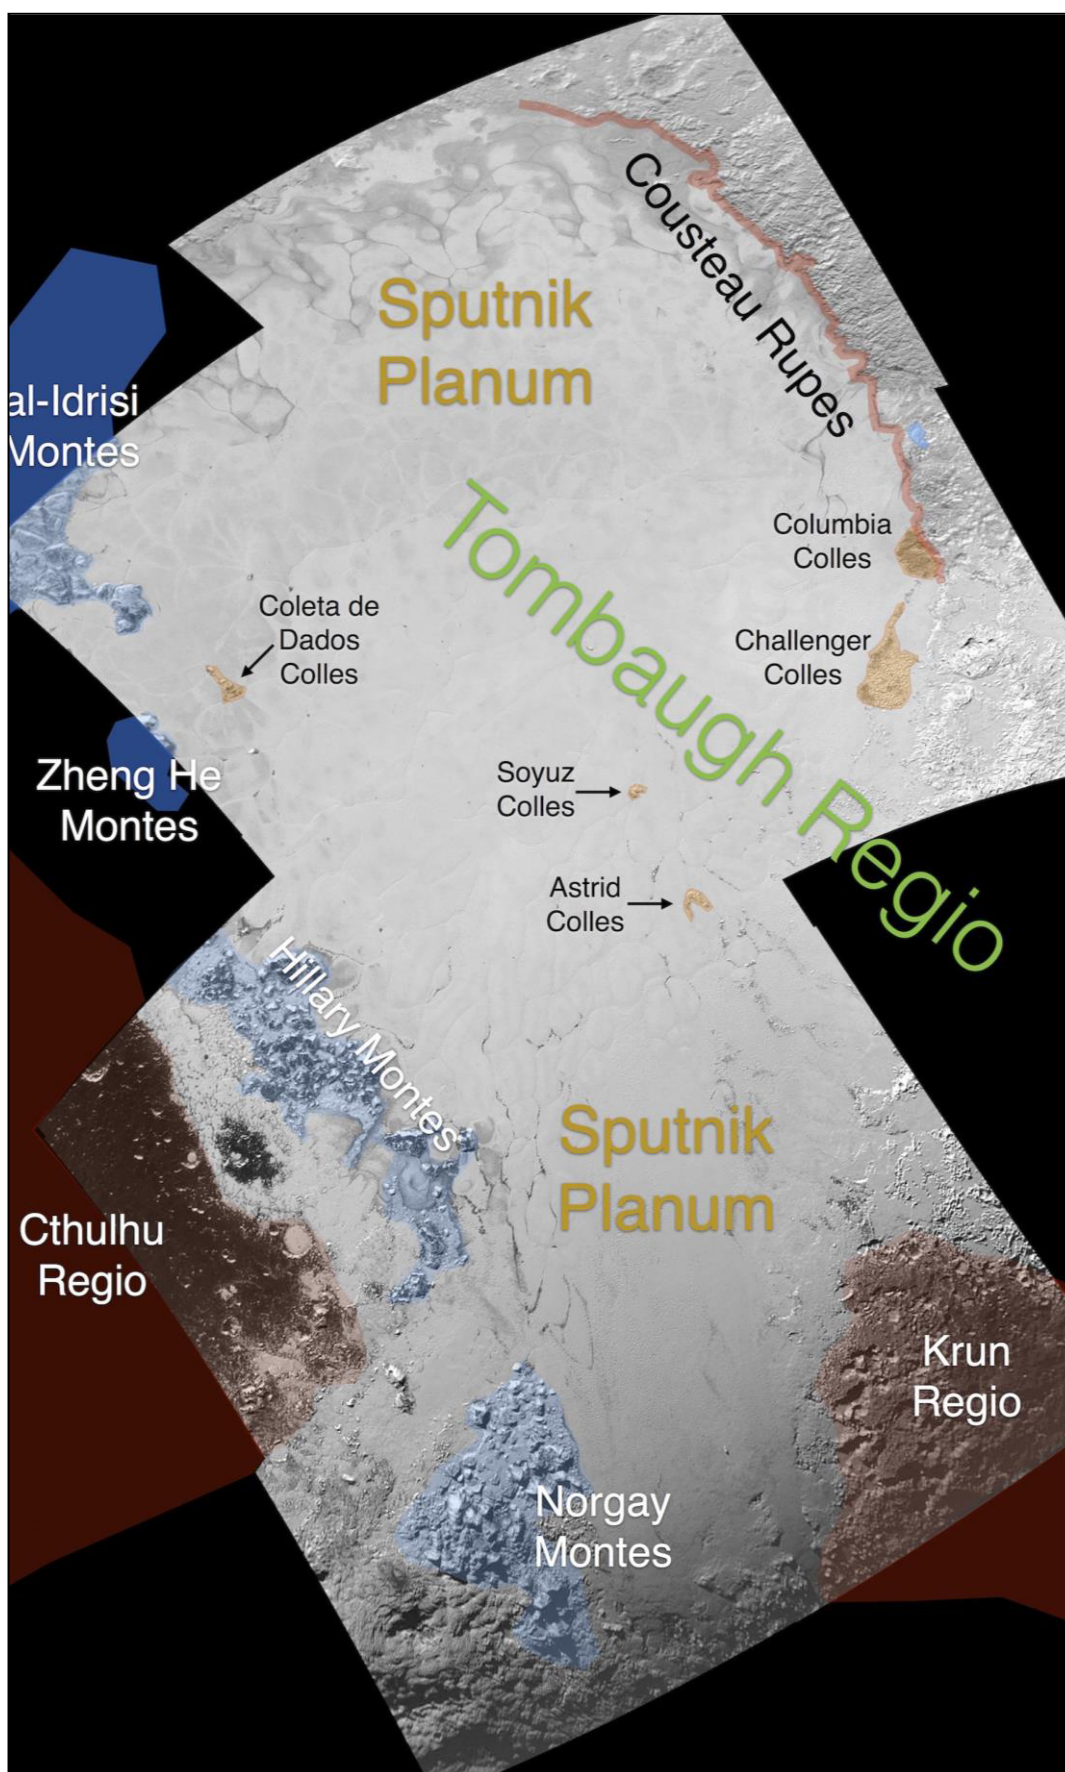 Cousteau Rupes
Sputnik
Planum
al-Idrisi
Montes
Tombaugh Regio
Columbia
Colles
Coleta de
Dados
Colles
Challenger
Colles
Zheng He
Montes
Soyuz
Colles
Astrid
Colles
Hillary Montes
Sputnik
Planum
Cthulhu
Regio
Krun
Regio
Norgay
Montes